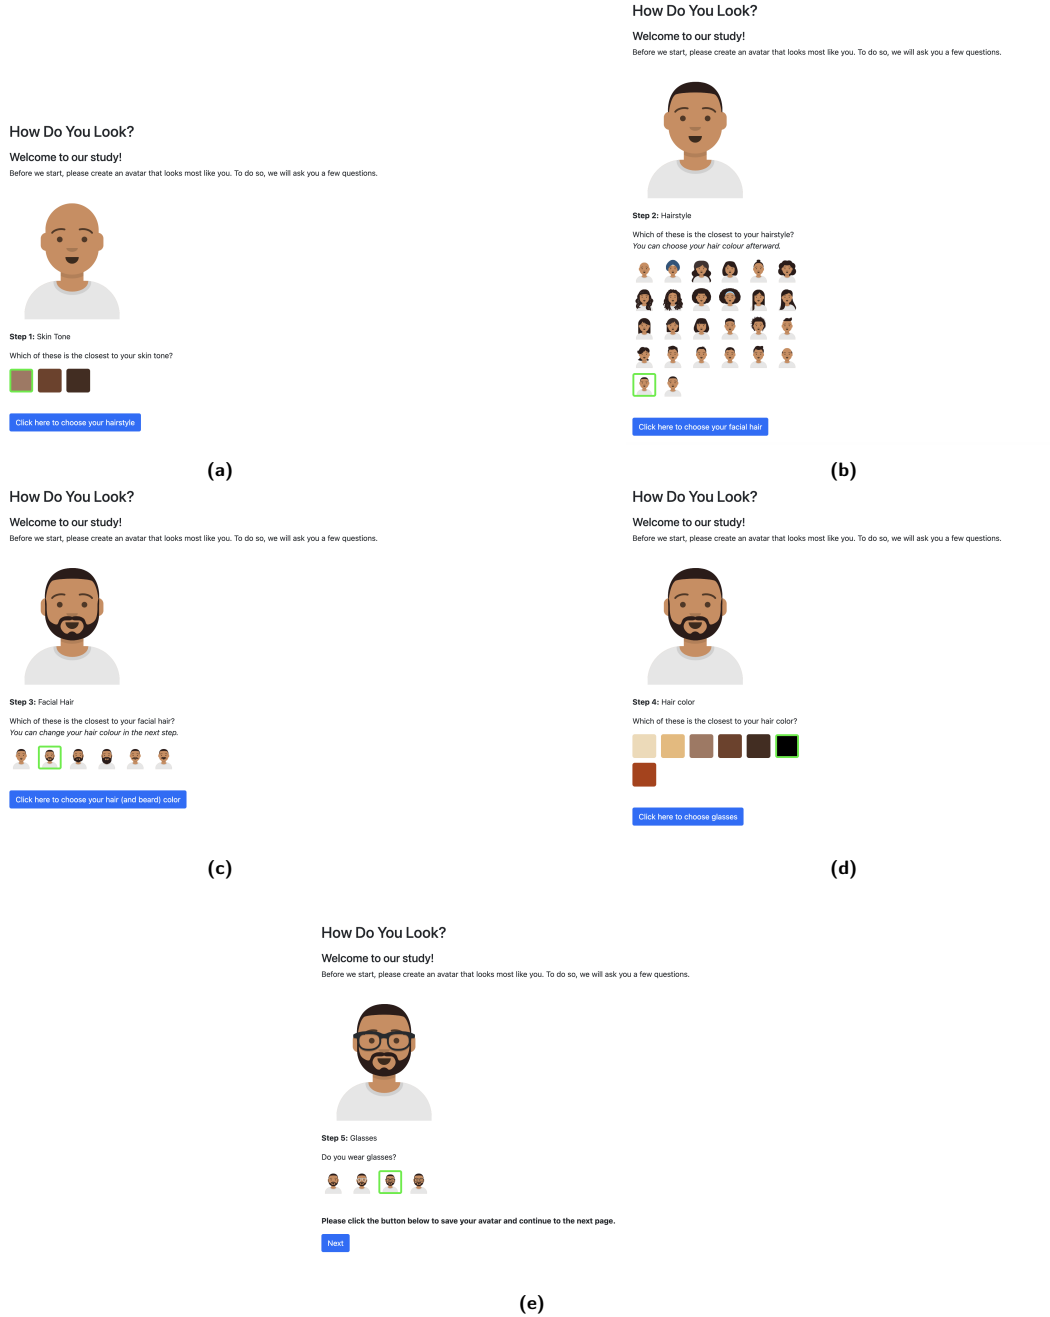 How Do You Look?
Welcome to our study!
Before we start, please create an avatar that looks most like you. To do so, we will ask you a few questions.
Step 1: Skin Tone
Which of these is the closest to your skin tone?
Click here to choose your hairstyle
(a)
How Do You Look?
Welcome to our study!
Before we start, please create an avatar that looks most like you. To do so, we will ask you a few questions.
Step 2: Hairstyle
Which of these is the closest to your hairstyle?
You can choose your hair colour afterward.
Click here to choose your facial hair
(b)
How Do You Look?
Welcome to our study!
Before we start, please create an avatar that looks most like you. To do so, we will ask you a few questions.
Step 3: Facial Hair
Which of these is the closest to your facial hair?
You can change your hair colour in the next step.
Click here to choose your hair (and beard) color
(c)
How Do You Look?
Welcome to our study!
Before we start, please create an avatar that looks most like you. To do so, we will ask you a few questions.
Step 4: Hair color
Which of these is the closest to your hair color?
Click here to choose glasses
(d)
How Do You Look?
Welcome to our study!
Before we start, please create an avatar that looks most like you. To do so, we will ask you a few questions.
Step 5: Glasses
Do you wear glasses?
Please click the button below to save your avatar and continue to the next page.
Next
(e)